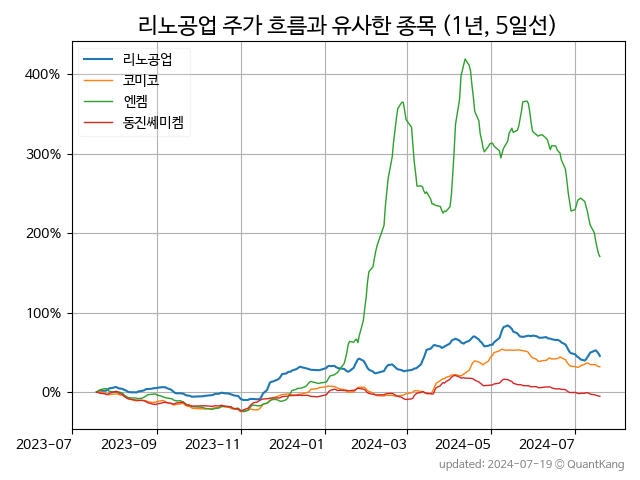 리노공업 주가 흐름과 유사한 종목 (1년, 5일선)
리노공업
코미코
엔켐
동진쎄미켐
400%
300%
200%
100%
0%
2023-07 2023-09 2023-11 2024-01 2024-03 2024-05 2024-07
updated: 2024-07-19 © QuantKang